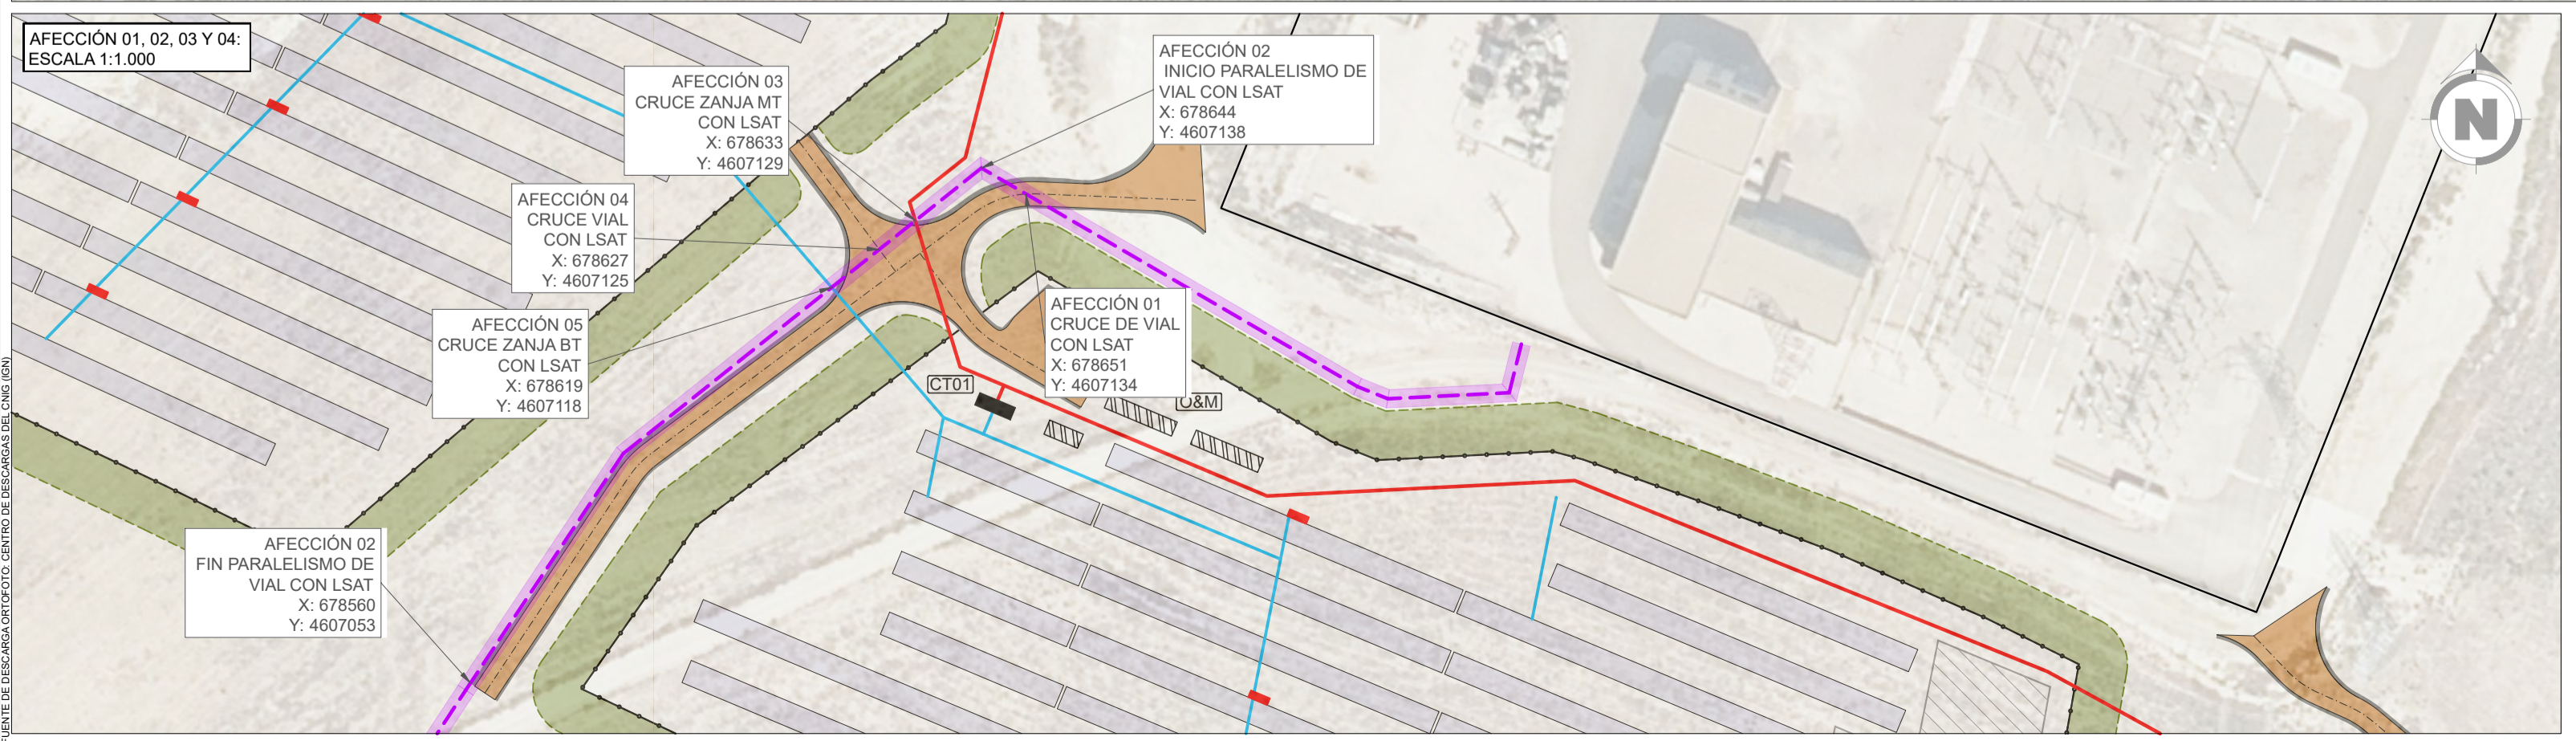 AFECCIÓN 01, 02, 03 Y 04:
ESCALA 1:1.000
AFECCIÓN 03
CRUCE ZANJA MT
CON LSAT
X: 678633
Y: 4607129
AFECCIÓN 02
INICIO PARALELISMO DE
VIAL CON LSAT
X: 678644
Y: 4607138
N
AFECCIÓN 04
CRUCE VIAL
CON LSAT
X: 678627
Y: 4607125
AFECCIÓN 05
CRUCE ZANJA BT
CON LSAT
X: 678619
Y: 4607118
AFECCIÓN 01
CRUCE DE VIAL
CON LSAT
X: 678651
Y: 4607134
CT01
O&M
AFECCIÓN 02
FIN PARALELISMO DE
VIAL CON LSAT
X: 678560
Y: 4607053
FUENTE DE DESCARGA ORTOFOTO: CENTRO DE DESCARGAS DEL CNIG (IGN)